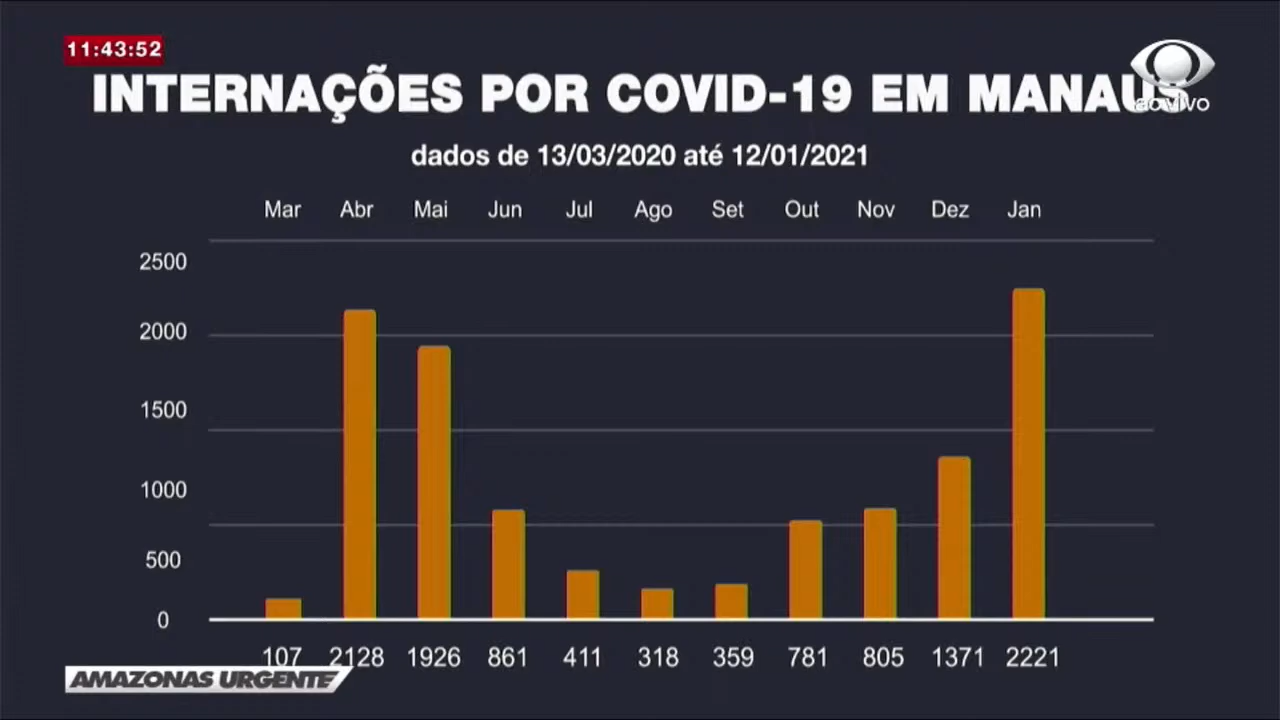 11:43:52
INTERNAÇÕES POR COVID-19 EM MANAUS
ao vivo
dados de 13/03/2020 até 12/01/2021
Mar Abr Mai Jun Jul Ago Set Out Nov Dez Jan
2500
2000
1500
1000
500
0
107 2128 1926 861 411 318 359 781 805 1371 2221
AMAZONAS URGENTE